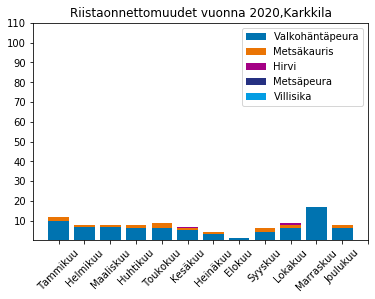 Riistaonnettomuudet vuonna 2020,Karkkila
110
100
90
80
70
60
50
40
30
20
10
Valkohäntäpeura
Metsäkauris
Hirvi
Metsäpeura
Villisika
Tammikuu
Helmikuu
Maaliskuu
Huhtikuu
Toukokuu
Kesäkuu
Heinäkuu
Elokuu
Syyskuu
Lokakuu
Marraskuu
Joulukuu